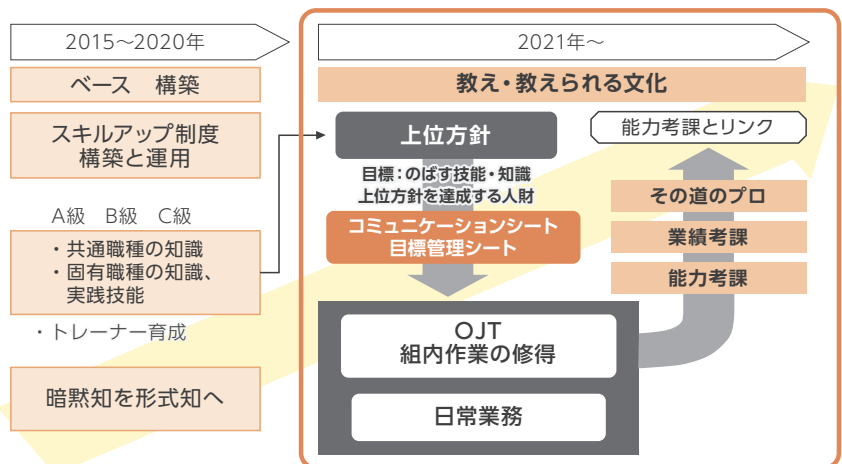 2015～2020年
ベース　構築
スキルアップ制度
構築と運用
A級　B級　C級
・共通職種の知識
・固有職種の知識、
実践技能
・トレーナー育成
暗黙知を形式知へ
2021年～
教え・教えられる文化
上位方針
目標：のばす技能・知識
上位方針を達成する人財
コミュニケーションシート
目標管理シート
OJT
組内作業の修得
日常業務
能力考課とリンク
その道のプロ
業績考課
能力考課